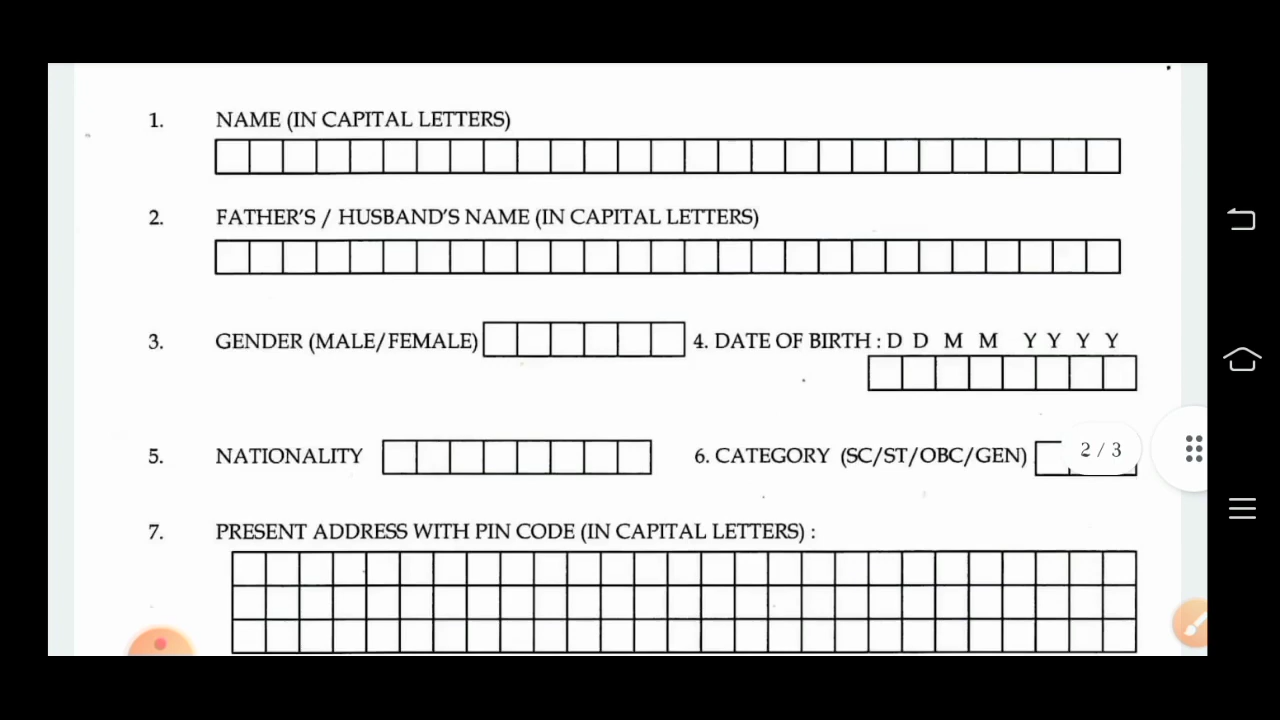 1. NAME (IN CAPITAL LETTERS)
2. FATHER'S / HUSBAND'S NAME (IN CAPITAL LETTERS)
3. GENDER (MALE/FEMALE) 4. DATE OF BIRTH : D D M M Y Y Y Y
5. NATIONALITY 6. CATEGORY (SC/ST/OBC/GEN)
2 / 3
7. PRESENT ADDRESS WITH PIN CODE (IN CAPITAL LETTERS) :